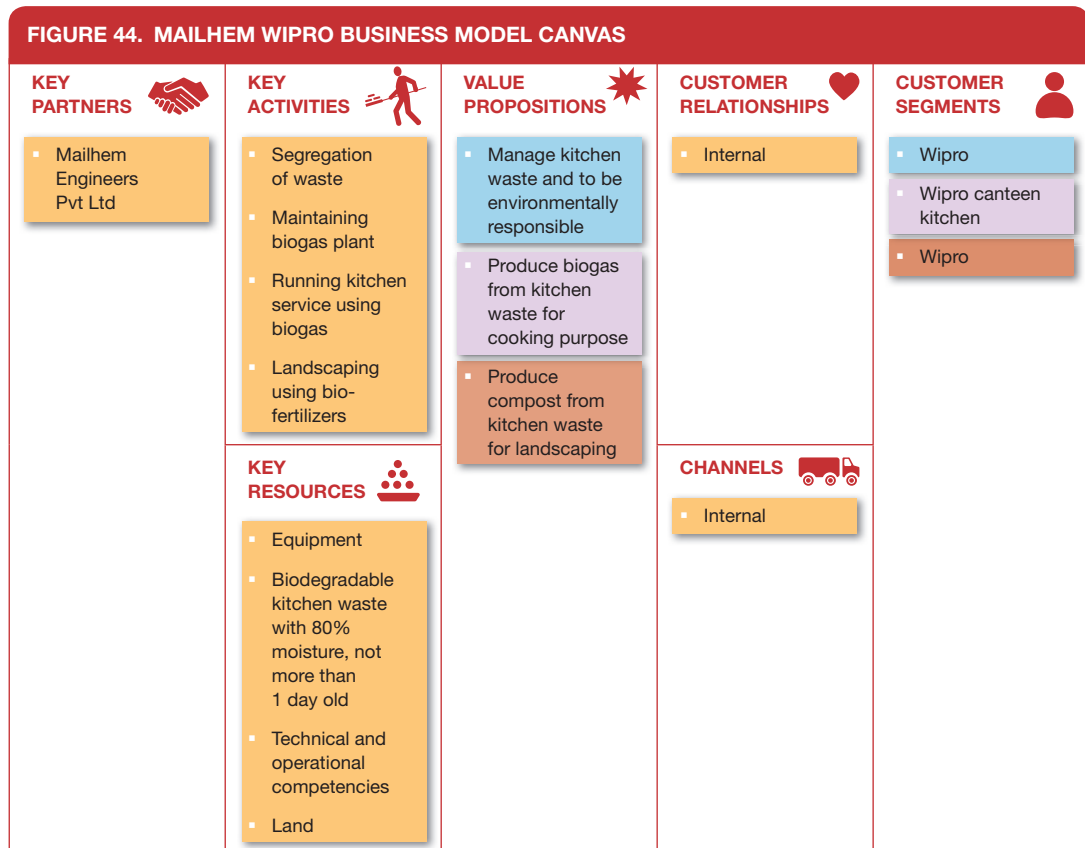 FIGURE 44. MAILHEM WIPRO BUSINESS MODEL CANVAS
KEY
PARTNERS
▪ Mailhem
Engineers
Pvt Ltd
KEY
ACTIVITIES
▪ Segregation
of waste
▪ Maintaining
biogas plant
▪ Running kitchen
service using
biogas
▪ Landscaping
using bio-
fertilizers
KEY
RESOURCES
▪ Equipment
▪ Biodegradable
kitchen waste
with 80%
moisture, not
more than
1 day old
▪ Technical and
operational
competencies
▪ Land
VALUE
PROPOSITIONS
▪ Manage kitchen
waste and to be
environmentally
responsible
▪ Produce biogas
from kitchen
waste for
cooking purpose
▪ Produce
compost from
kitchen waste
for landscaping
CUSTOMER
RELATIONSHIPS
▪ Internal
CHANNELS
▪ Internal
CUSTOMER
SEGMENTS
▪ Wipro
▪ Wipro canteen
kitchen
▪ Wipro